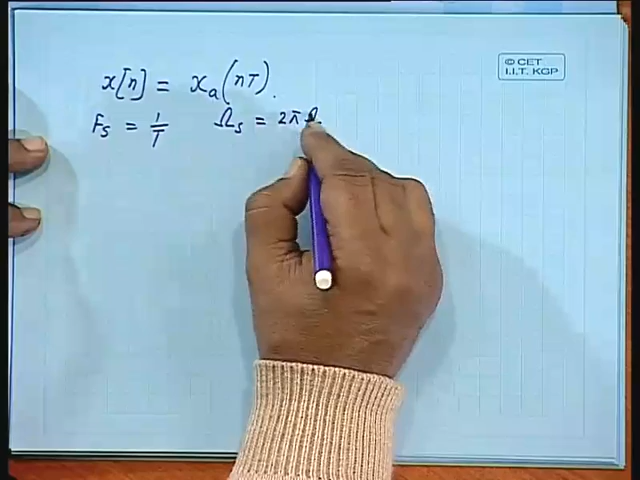 x[n] = xₐ(nT).
© CET
I.I.T. KGP
Fₛ = 1/T    Ωₛ = 2π